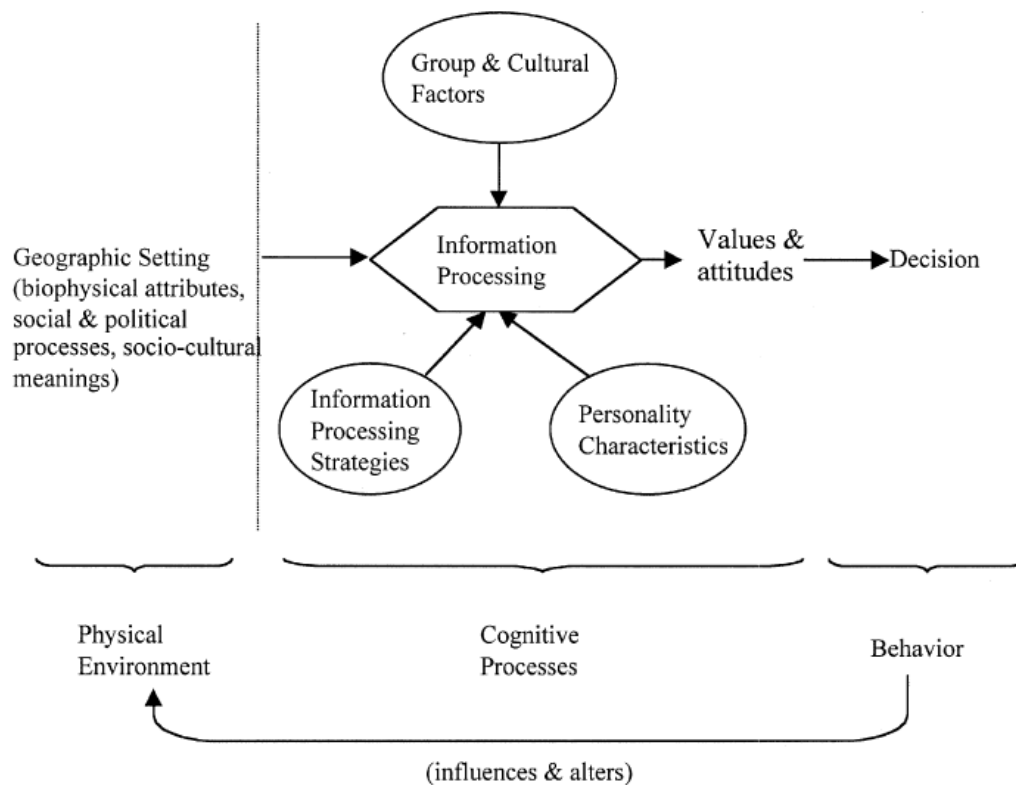 Group & Cultural
Factors
Geographic Setting
(biophysical attributes,
social & political
processes, socio-cultural
meanings)
Information
Processing
Values &
attitudes
Decision
Information
Processing
Strategies
Personality
Characteristics
Physical
Environment
Cognitive
Processes
Behavior
(influences & alters)